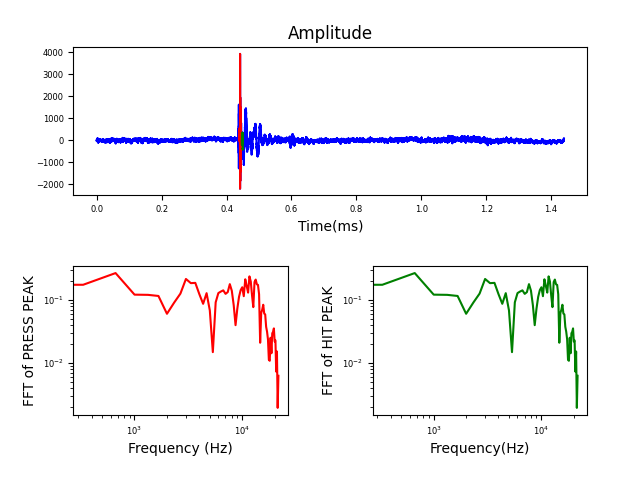 Amplitude
4000
3000
2000
1000
0
−1000
−2000
0.0 0.2 0.4 0.6 0.8 1.0 1.2 1.4
Time(ms)
FFT of PRESS PEAK
10⁻¹
10⁻²
10³ 10⁴
Frequency (Hz)
FFT of HIT PEAK
10⁻¹
10⁻²
10³ 10⁴
Frequency(Hz)